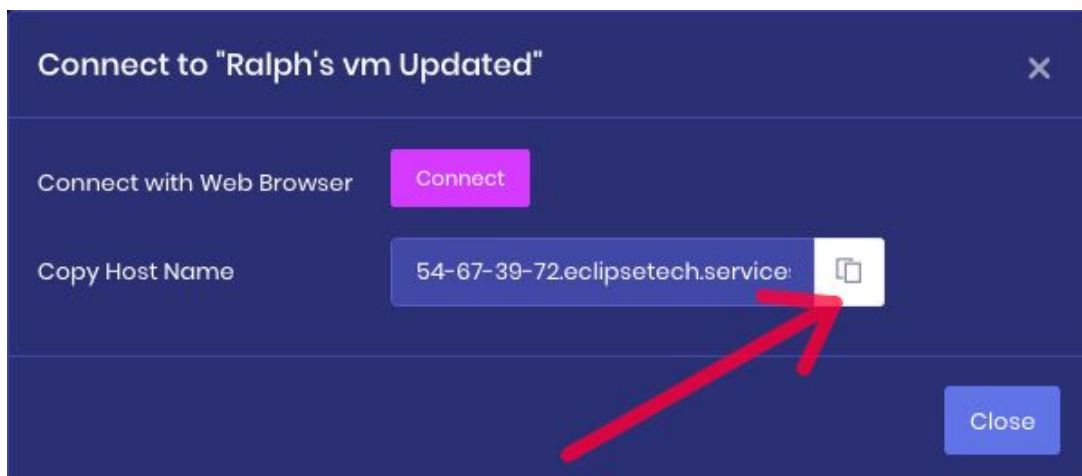 Connect to "Ralph's vm Updated"
Connect with Web Browser Connect
Copy Host Name 54-67-39-72.eclipsetech.service
Close